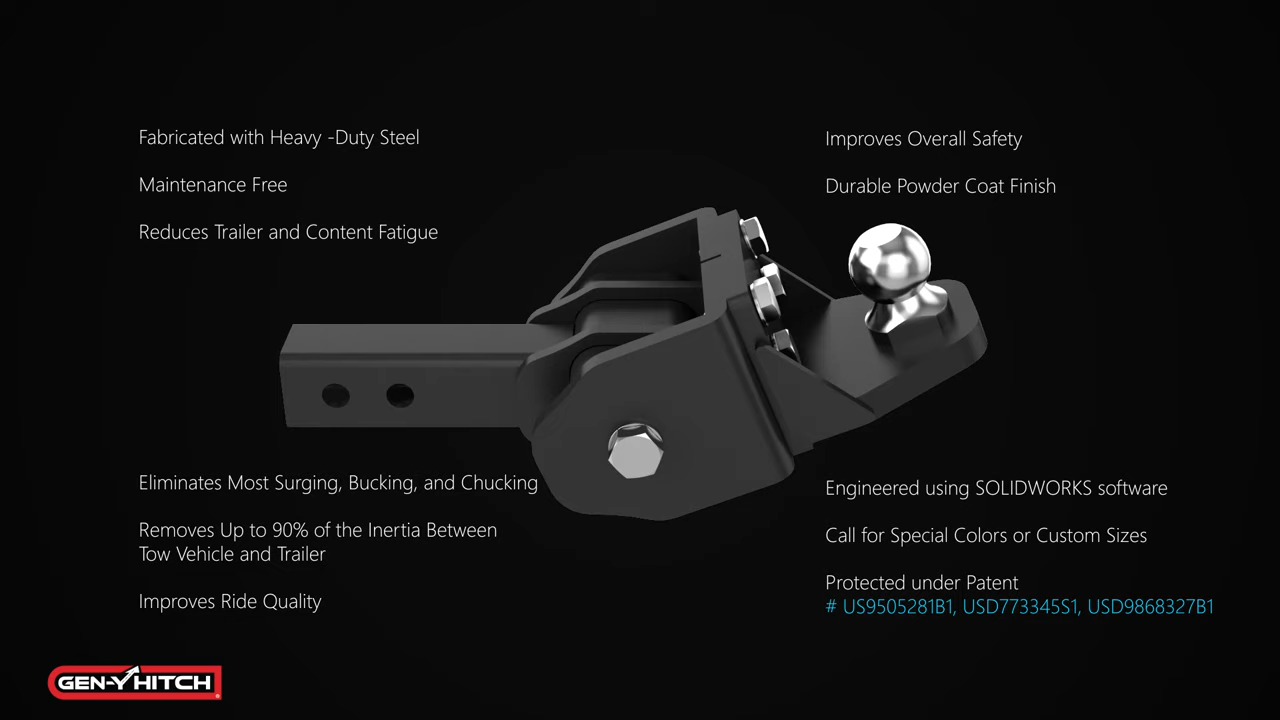 Fabricated with Heavy -Duty Steel
Maintenance Free
Reduces Trailer and Content Fatigue
Improves Overall Safety
Durable Powder Coat Finish
Eliminates Most Surging, Bucking, and Chucking
Removes Up to 90% of the Inertia Between
Tow Vehicle and Trailer
Improves Ride Quality
Engineered using SOLIDWORKS software
Call for Special Colors or Custom Sizes
Protected under Patent
# US9505281B1, USD773345S1, USD9868327B1
GEN-Y HITCH